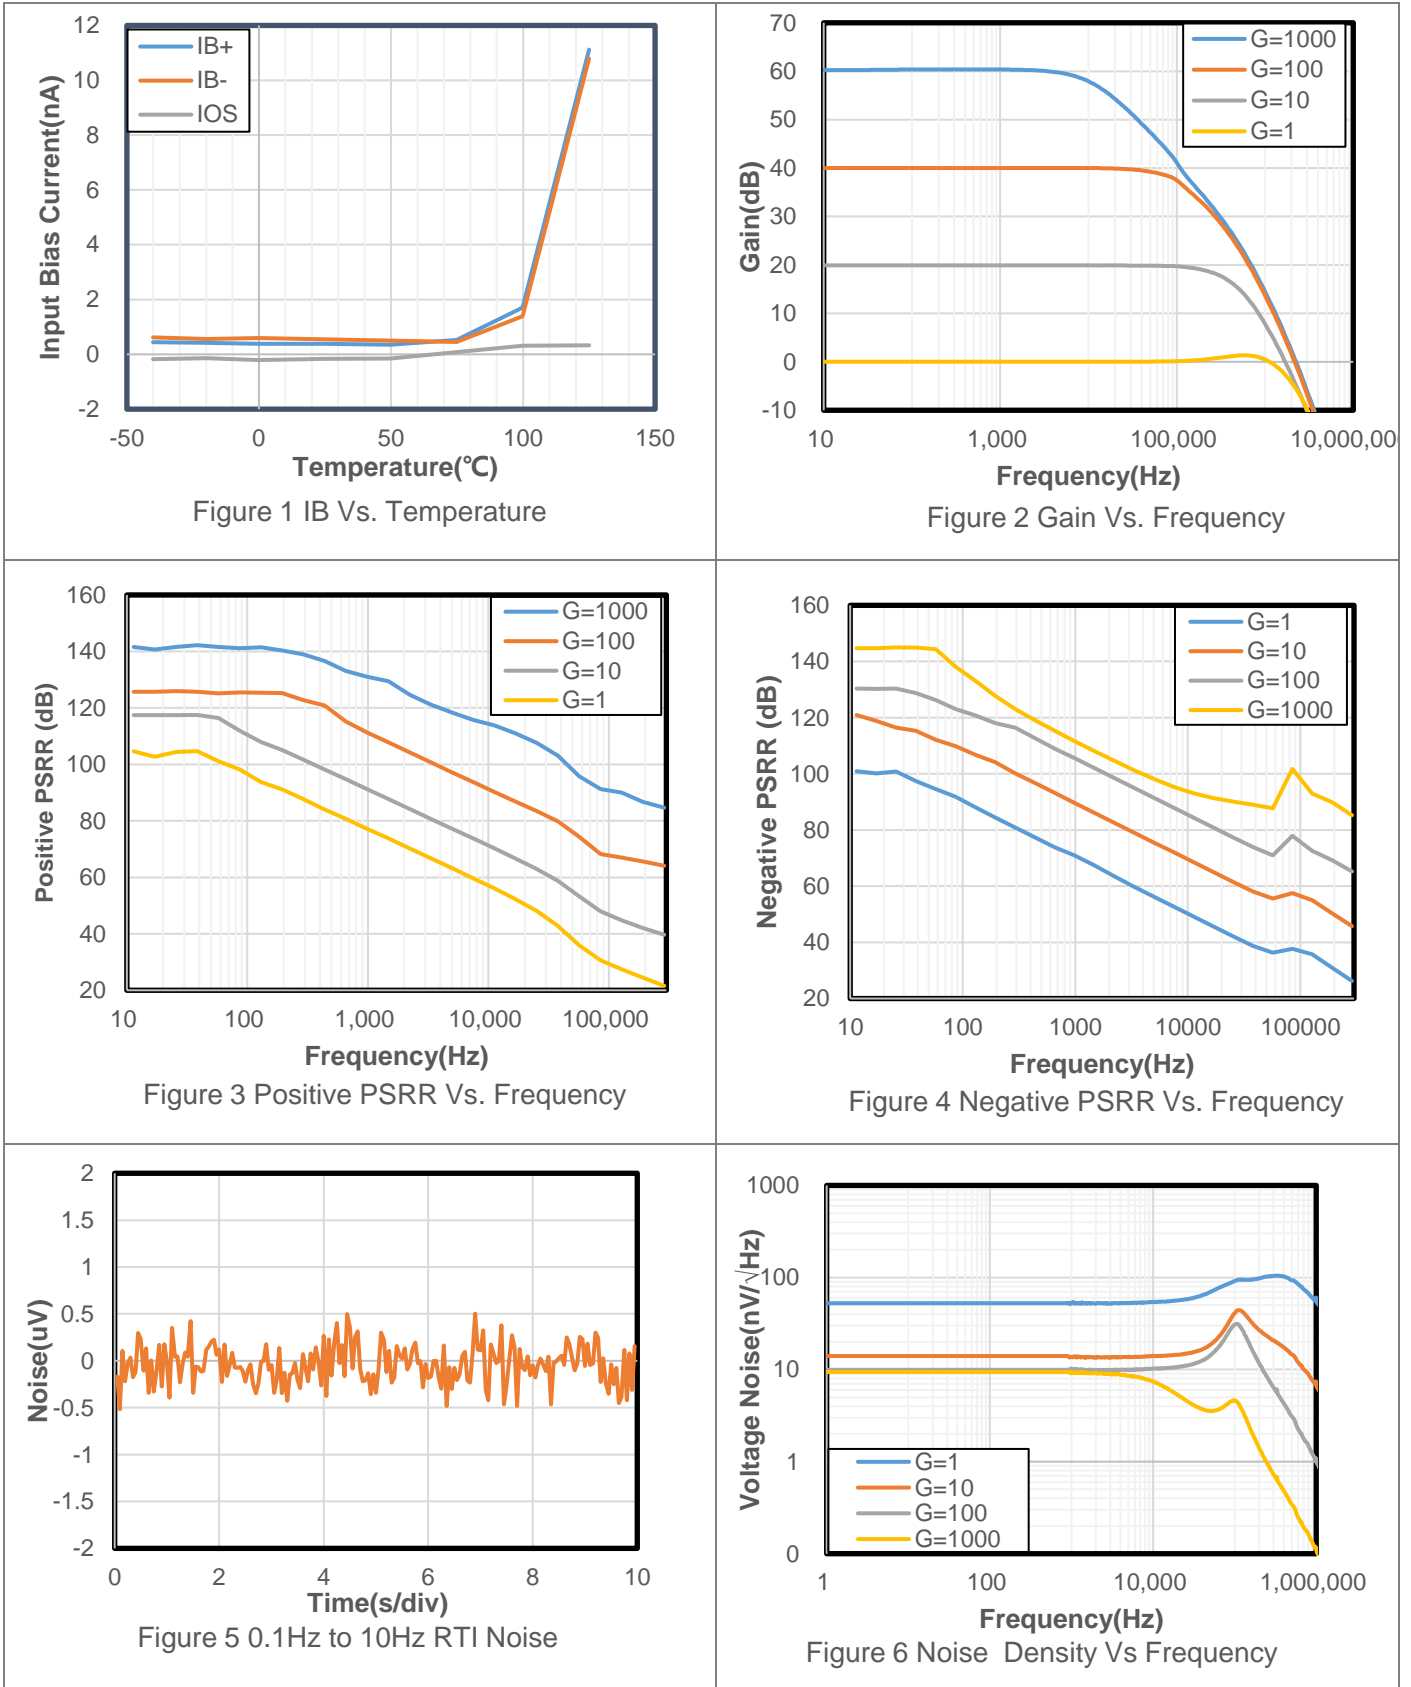 12
10
8
6
4
2
0
-2
Input Bias Current(nA)
IB+
IB-
IOS
-50 0 50 100 150
Temperature(℃)
Figure 1 IB Vs. Temperature
70
60
50
40
30
20
10
0
-10
Gain(dB)
G=1000
G=100
G=10
G=1
10 1,000 100,000 10,000,00
Frequency(Hz)
Figure 2 Gain Vs. Frequency
160
140
120
100
80
60
40
20
Positive PSRR (dB)
G=1000
G=100
G=10
G=1
10 100 1,000 10,000 100,000
Frequency(Hz)
Figure 3 Positive PSRR Vs. Frequency
160
140
120
100
80
60
40
20
Negative PSRR (dB)
G=1
G=10
G=100
G=1000
10 100 1000 10000 100000
Frequency(Hz)
Figure 4 Negative PSRR Vs. Frequency
2
1.5
1
0.5
0
-0.5
-1
-1.5
-2
Noise(uV)
0 2 4 6 8 10
Time(s/div)
Figure 5 0.1Hz to 10Hz RTI Noise
1000
100
10
1
0
Voltage Noise(nV/√Hz)
G=1
G=10
G=100
G=1000
1 100 10,000 1,000,000
Frequency(Hz)
Figure 6 Noise Density Vs Frequency